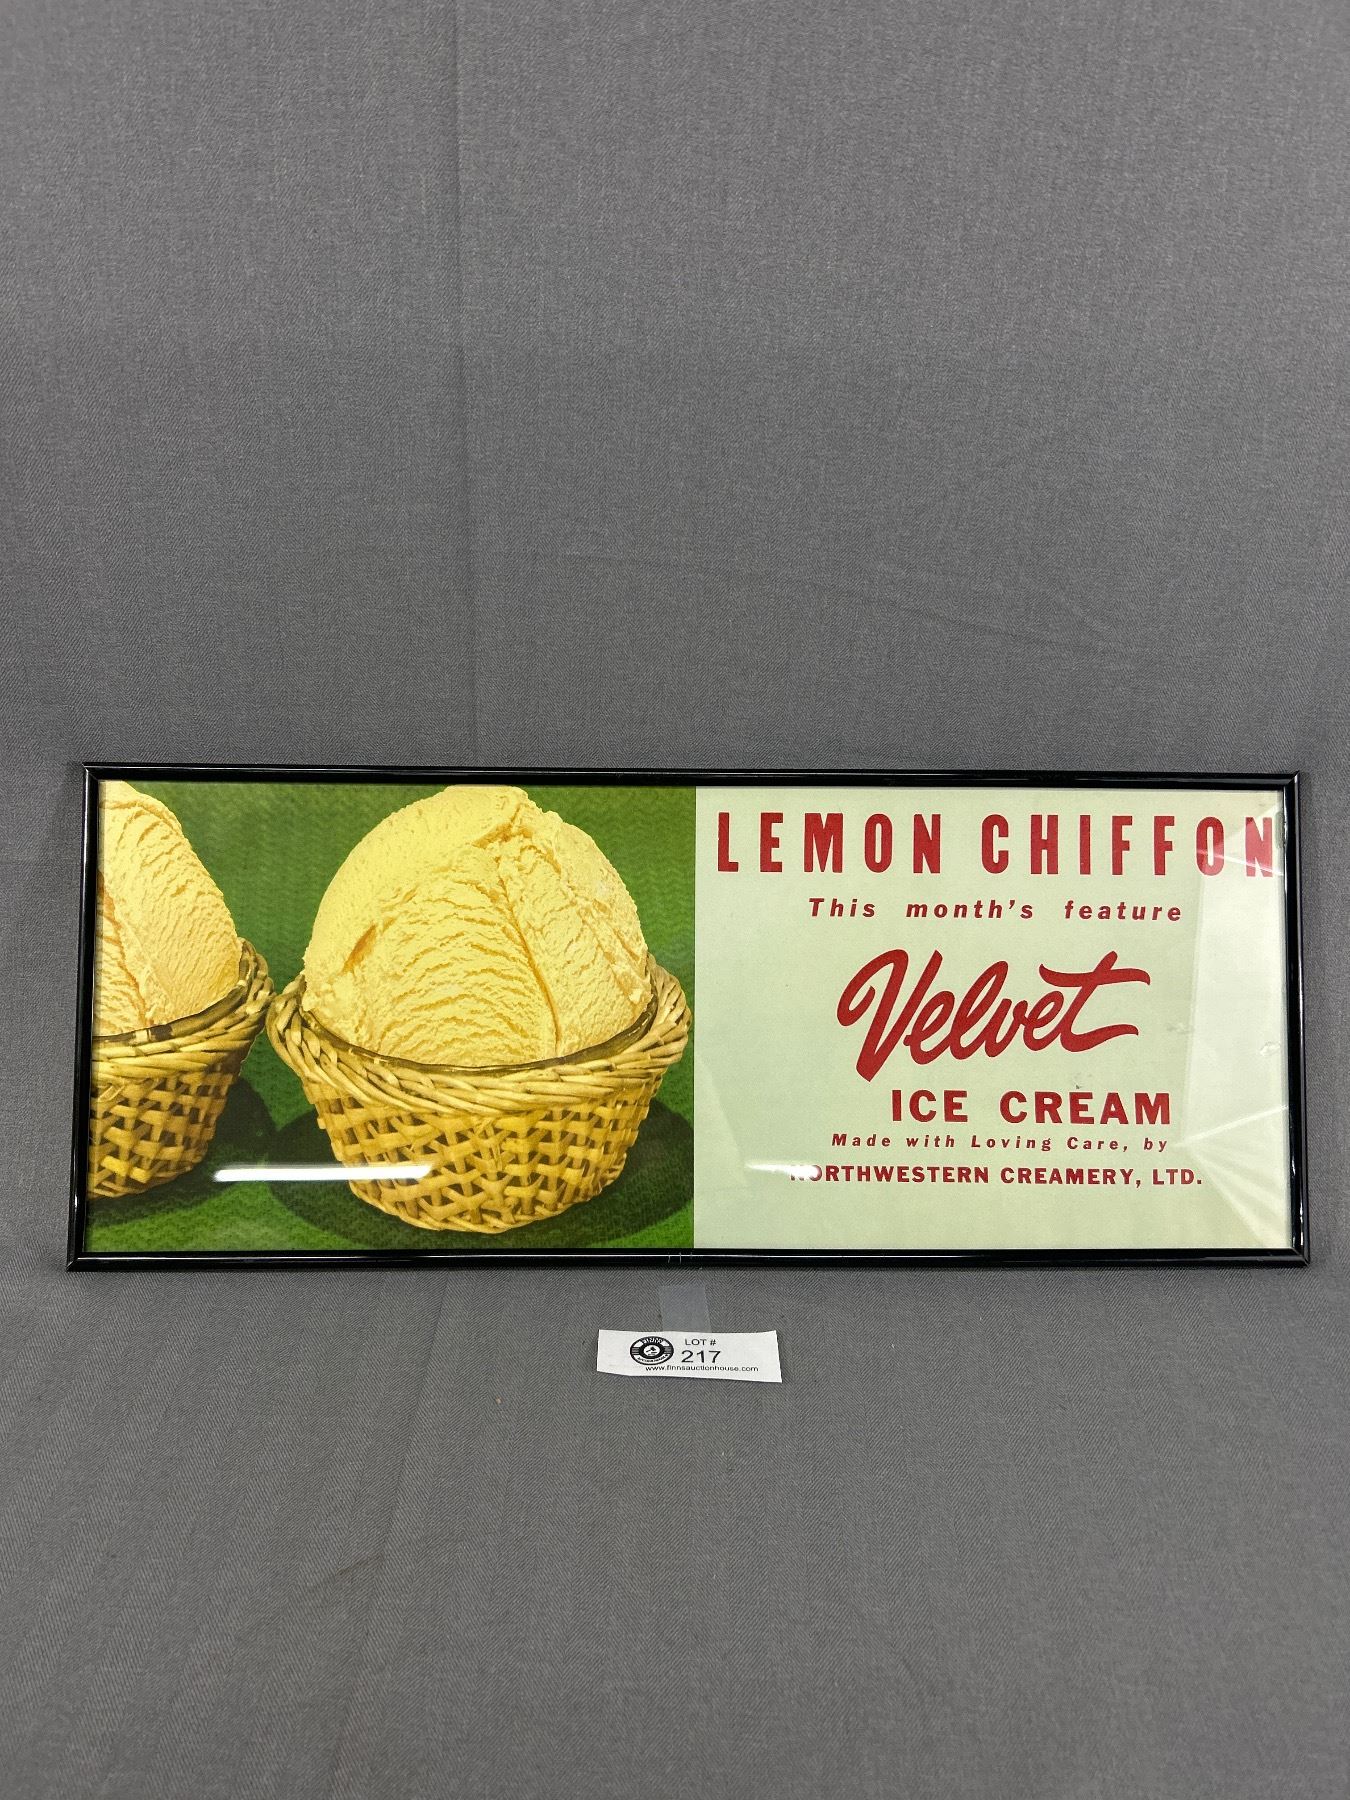 LEMON CHIFFON
This month's feature
Velvet
ICE CREAM
Made with Loving Care, by
NORTHWESTERN CREAMERY, LTD.
LOT #
217
www.finnsauctionhouse.com